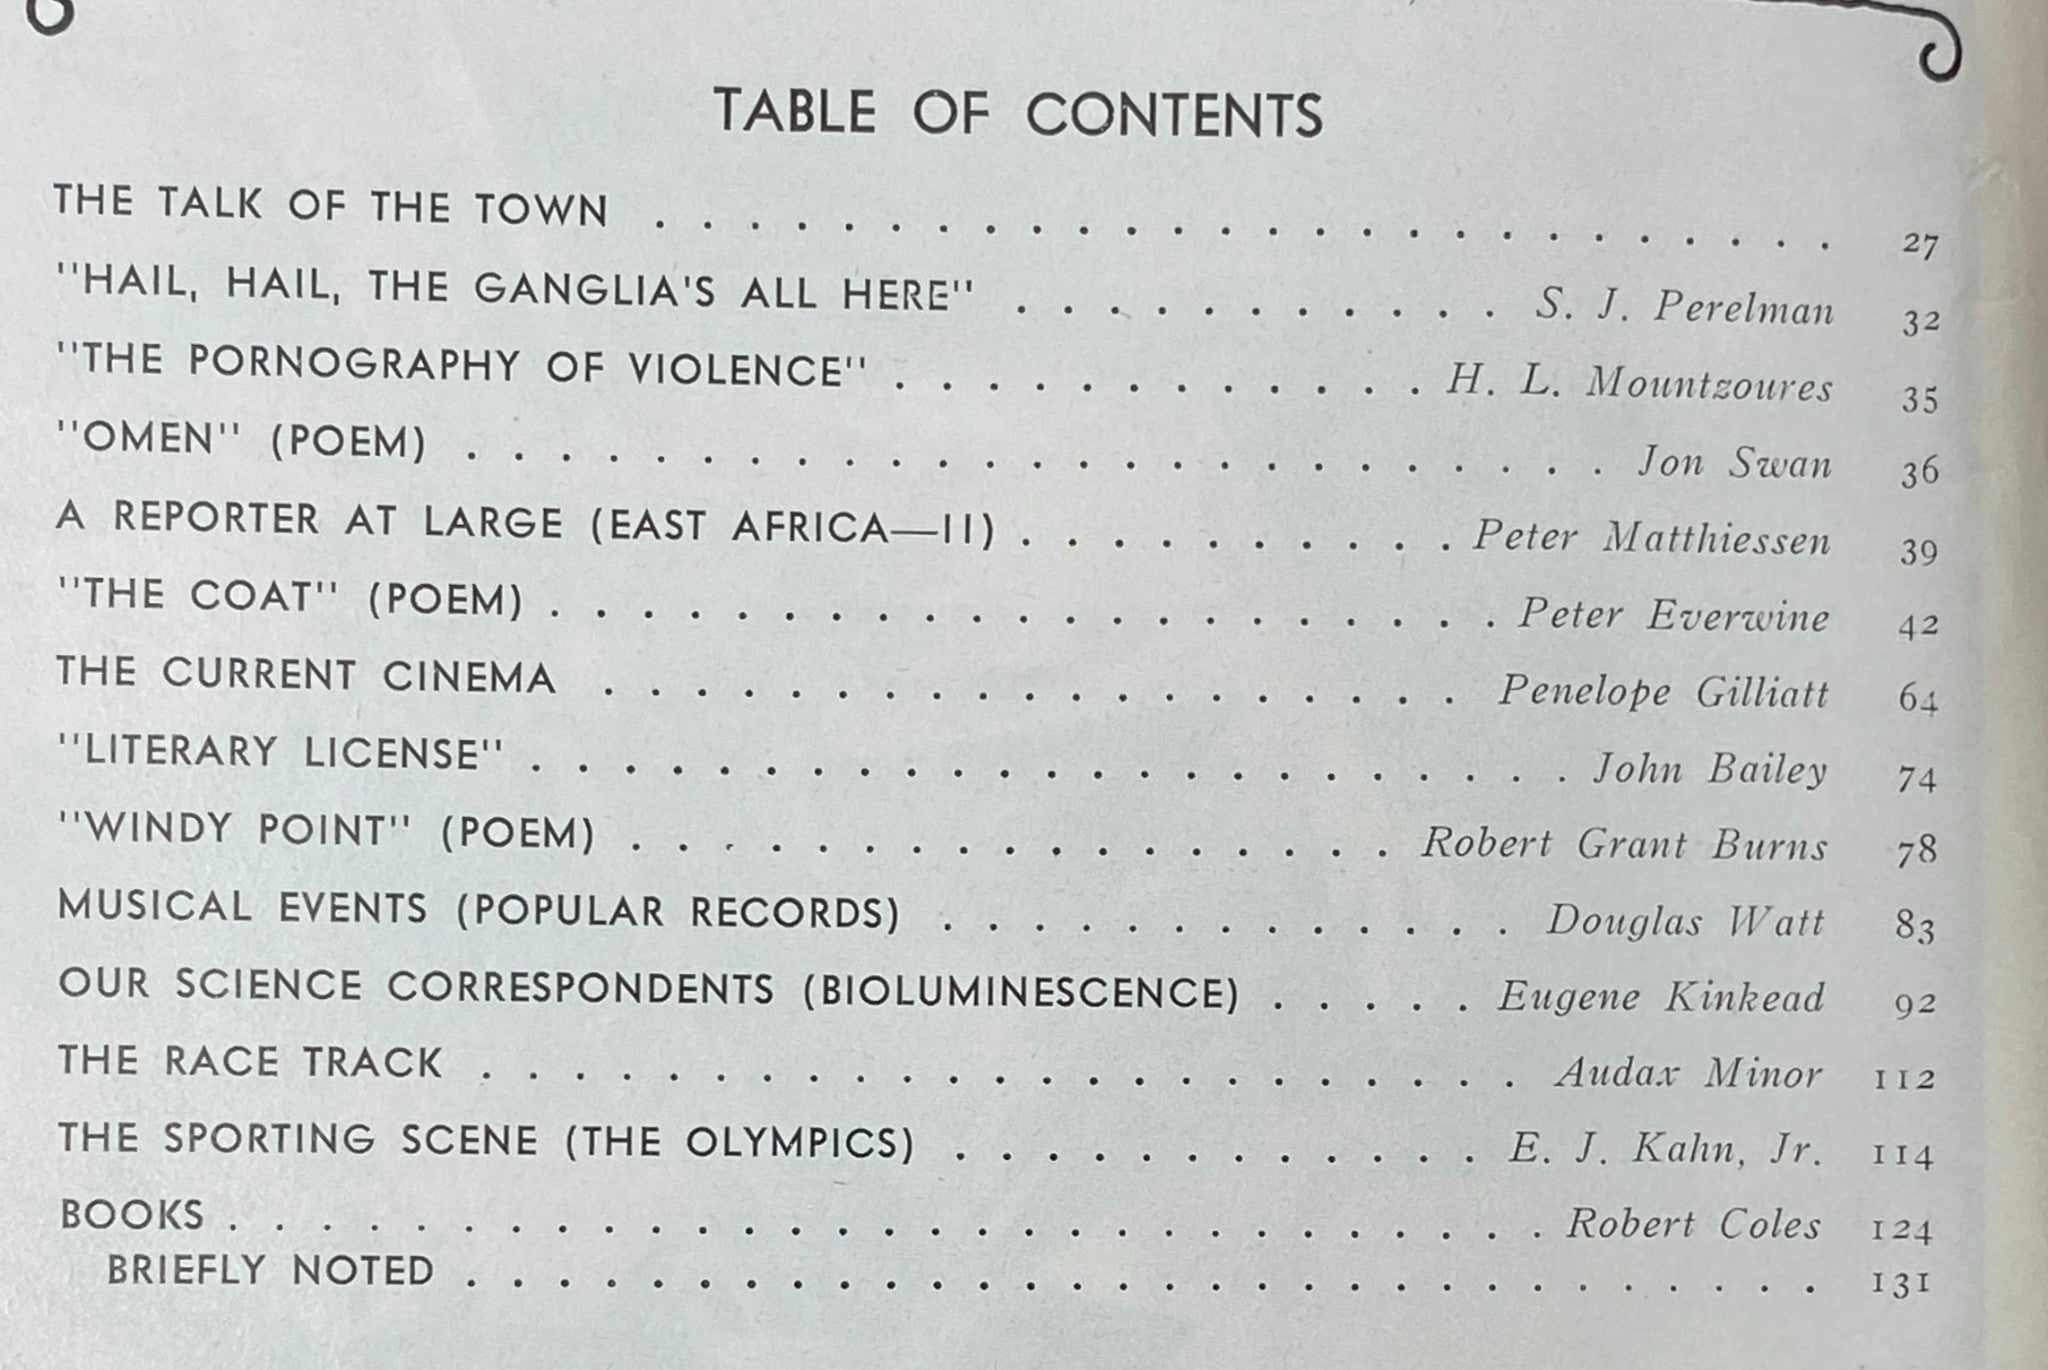 TABLE OF CONTENTS
THE TALK OF THE TOWN . . . . . . . . . . . . . . . . . . . . . . . . . . 27
"HAIL, HAIL, THE GANGLIA'S ALL HERE" . . . . . . . . . . . S. J. Perelman 32
"THE PORNOGRAPHY OF VIOLENCE" . . . . . . . . . . . H. L. Mountzoures 35
"OMEN" (POEM) . . . . . . . . . . . . . . . . . . . . . . . . . Jon Swan 36
A REPORTER AT LARGE (EAST AFRICA—II) . . . . . . . . . . Peter Matthiessen 39
"THE COAT" (POEM) . . . . . . . . . . . . . . . . . . . . . Peter Everwine 42
THE CURRENT CINEMA . . . . . . . . . . . . . . . . . . . Penelope Gilliatt 64
"LITERARY LICENSE" . . . . . . . . . . . . . . . . . . . . . . . John Bailey 74
"WINDY POINT" (POEM) . . . . . . . . . . . . . . . . . Robert Grant Burns 78
MUSICAL EVENTS (POPULAR RECORDS) . . . . . . . . . . . . . Douglas Watt 83
OUR SCIENCE CORRESPONDENTS (BIOLUMINESCENCE) . . . . . Eugene Kinkead 92
THE RACE TRACK . . . . . . . . . . . . . . . . . . . . . . . Audax Minor 112
THE SPORTING SCENE (THE OLYMPICS) . . . . . . . . . . . . E. J. Kahn, Jr. 114
BOOKS . . . . . . . . . . . . . . . . . . . . . . . . . . . . . Robert Coles 124
BRIEFLY NOTED . . . . . . . . . . . . . . . . . . . . . . . . . . . . . . 131